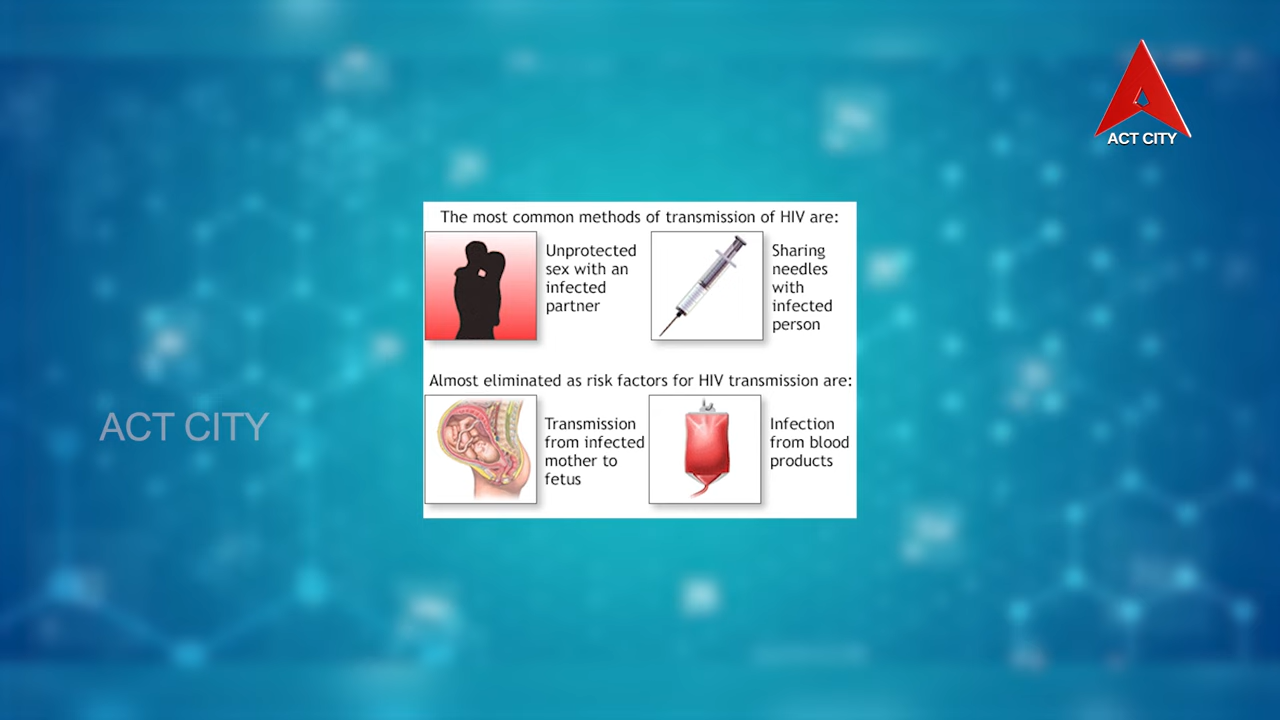 ACT CITY
The most common methods of transmission of HIV are:
Unprotected
sex with an
infected
partner
Sharing
needles
with
infected
person
Almost eliminated as risk factors for HIV transmission are:
Transmission
from infected
mother to
fetus
Infection
from blood
products
ACT CITY